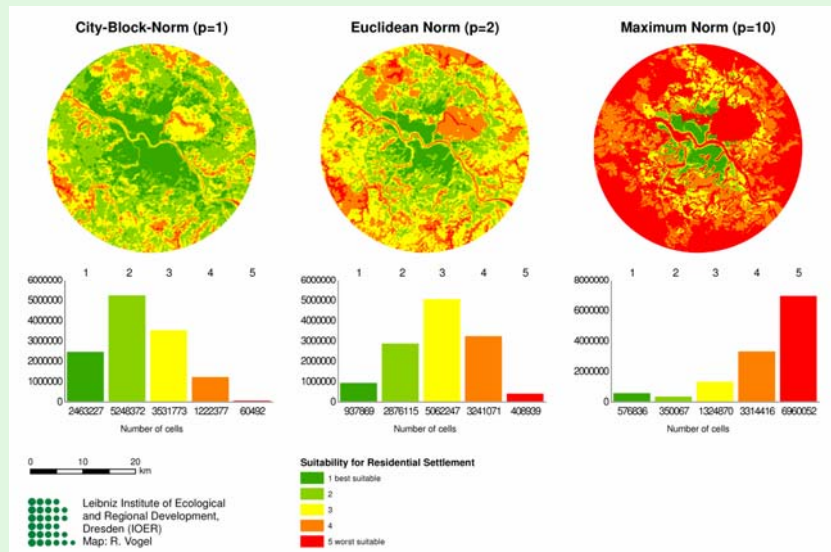 City-Block-Norm (p=1)
Euclidean Norm (p=2)
Maximum Norm (p=10)
1 2 3 4 5
6000000
5000000
4000000
3000000
2000000
1000000
0
2463227 5248372 3531773 1222377 60492
Number of cells
1 2 3 4 5
6000000
5000000
4000000
3000000
2000000
1000000
0
937869 2876115 5062247 3241071 408939
Number of cells
1 2 3 4 5
8000000
6000000
4000000
2000000
0
576836 350067 1324870 3314416 6960052
Number of cells
0 10 20
km
Suitability for Residential Settlement
1 best suitable
2
3
4
5 worst suitable
Leibniz Institute of Ecological
and Regional Development,
Dresden (IOER)
Map: R. Vogel